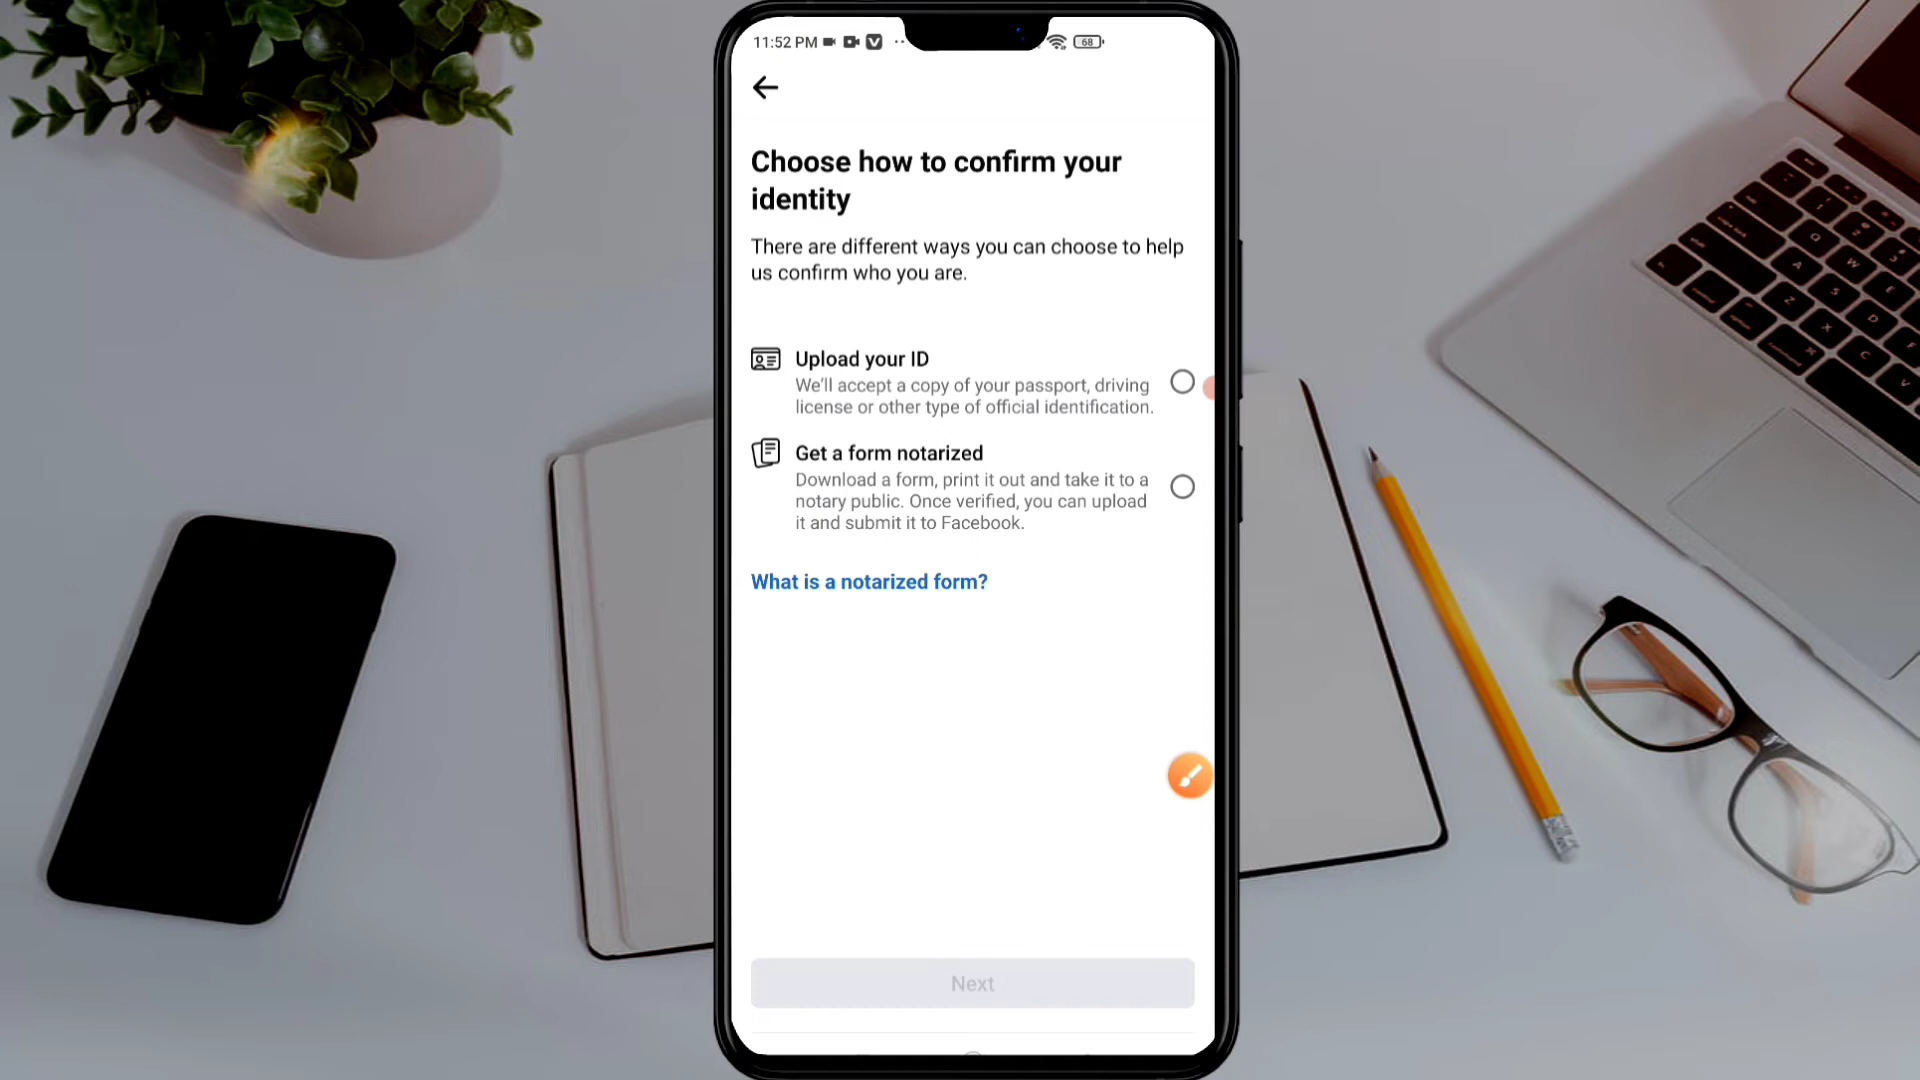 11:52 PM
68
Choose how to confirm your
identity
There are different ways you can choose to help
us confirm who you are.
Upload your ID
We'll accept a copy of your passport, driving
license or other type of official identification.
Get a form notarized
Download a form, print it out and take it to a
notary public. Once verified, you can upload
it and submit it to Facebook.
What is a notarized form?
Next